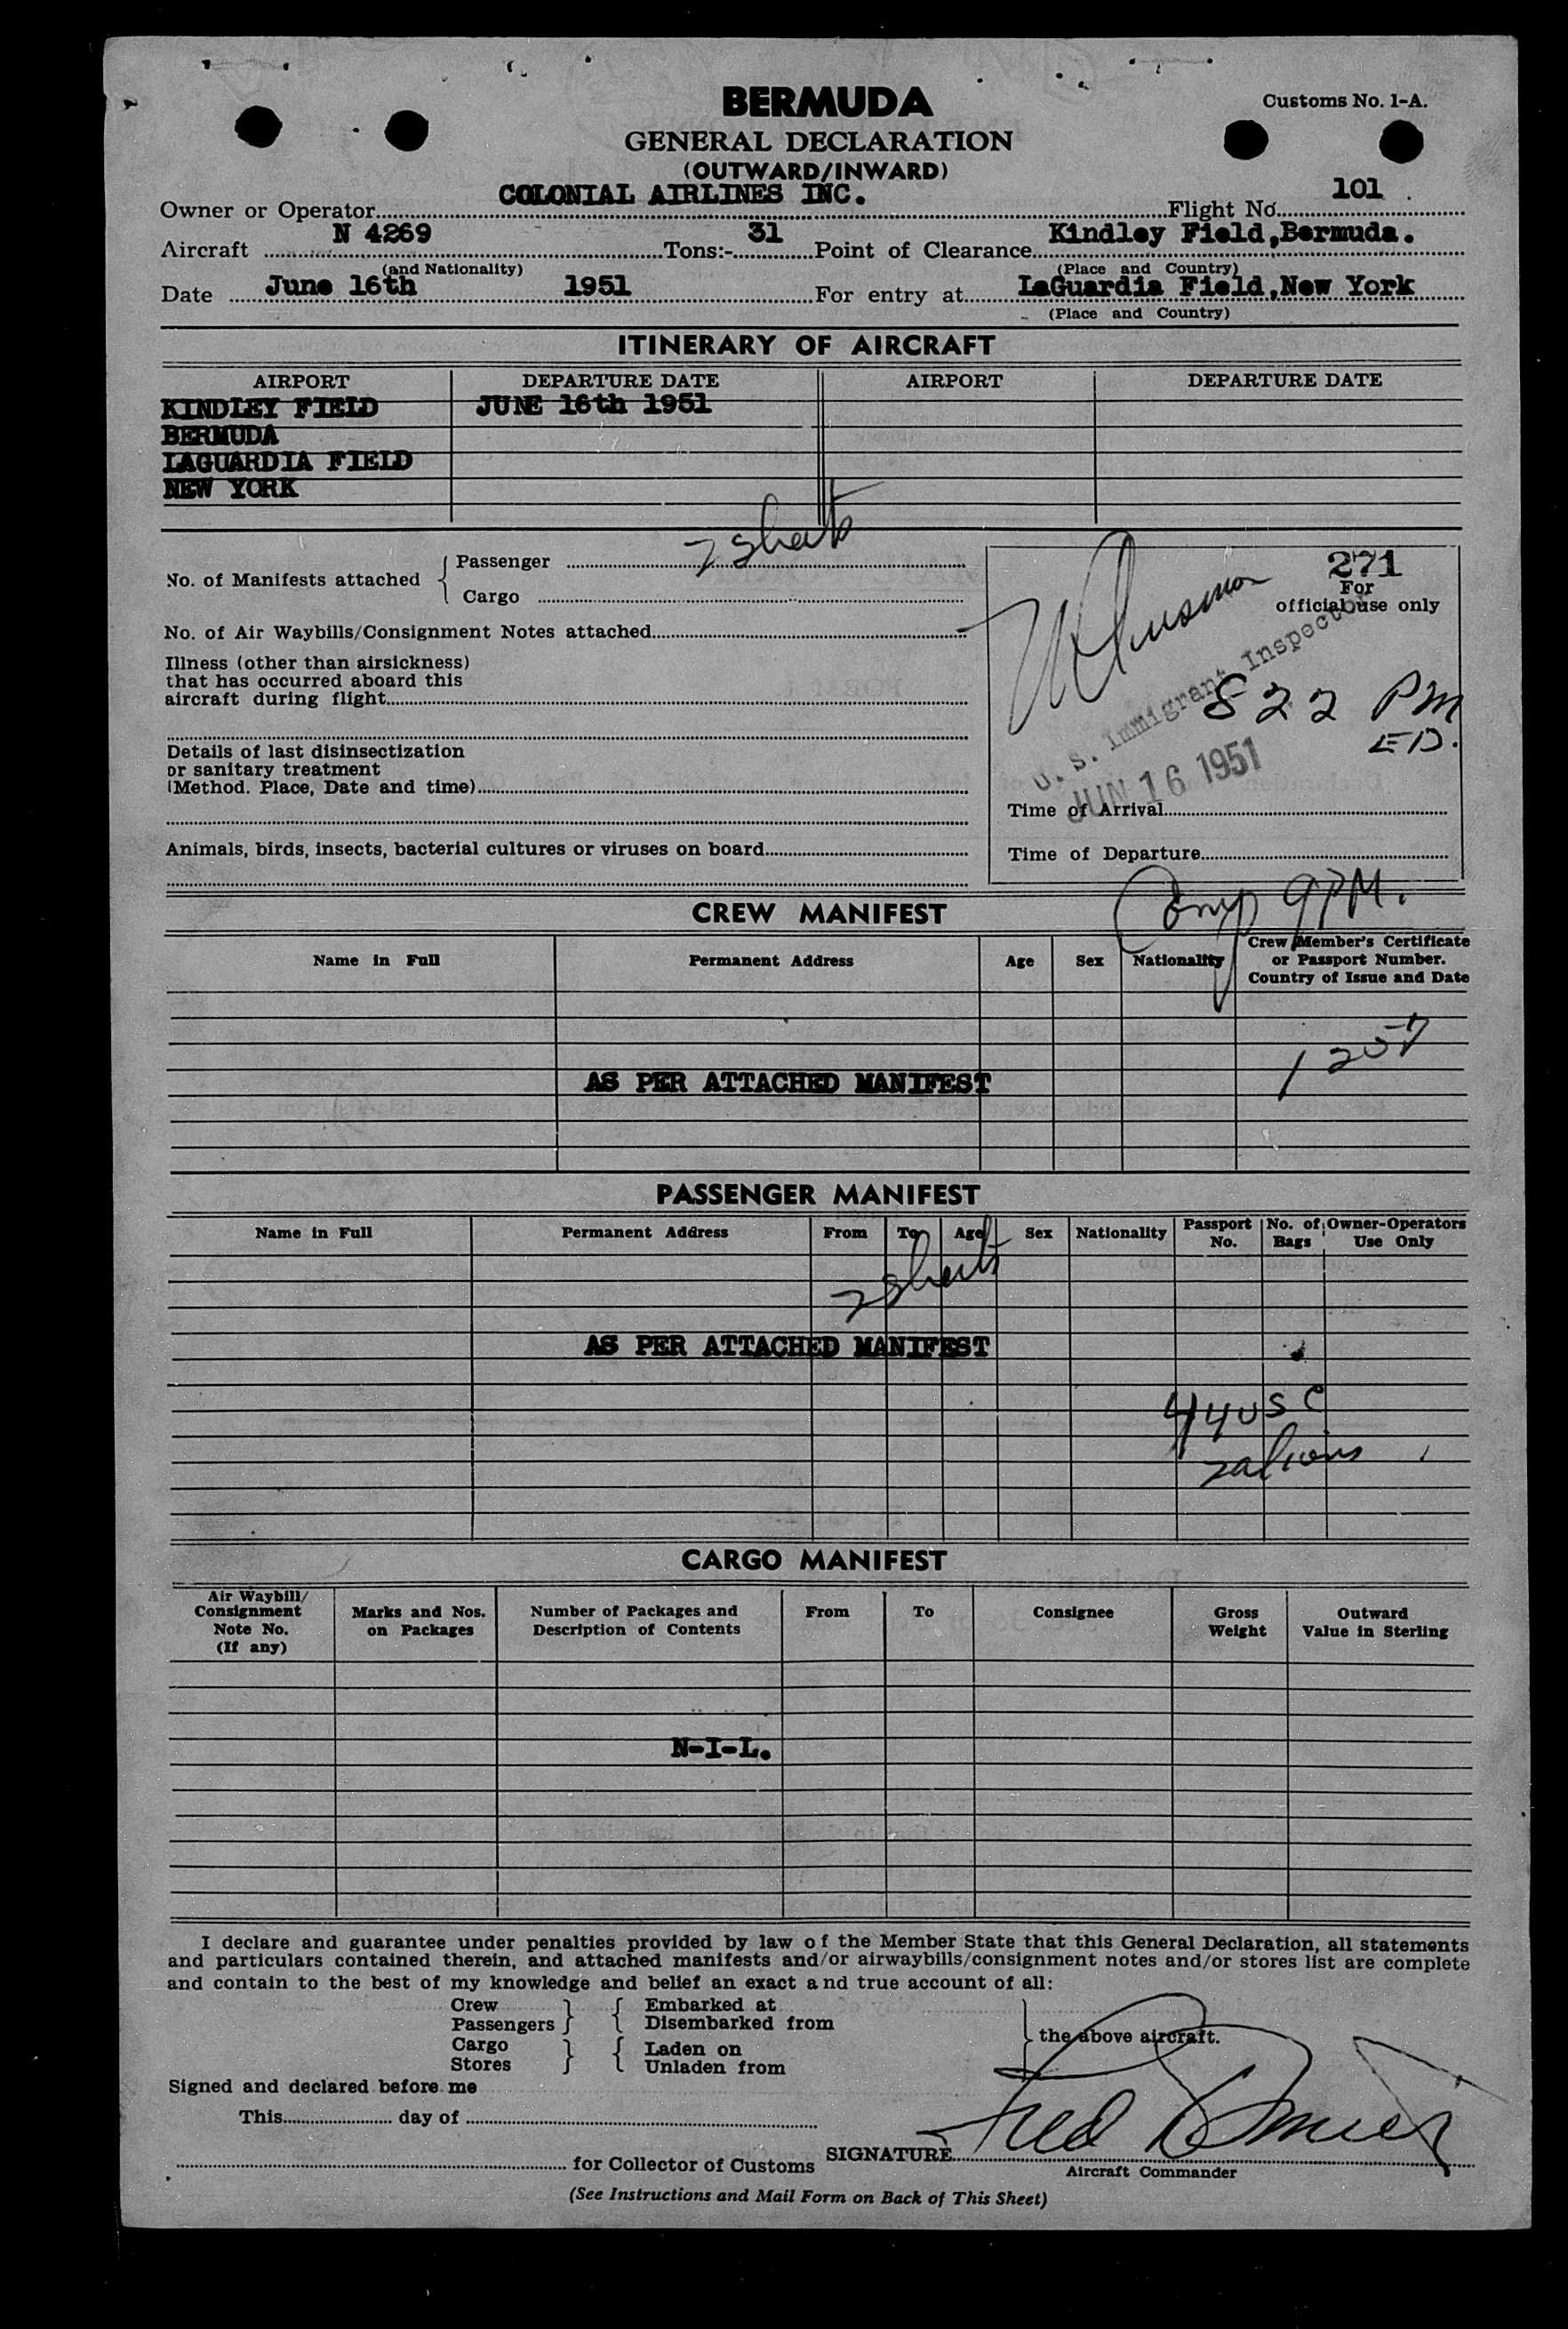 BERMUDA
Customs No. 1-A.
GENERAL DECLARATION
(OUTWARD/INWARD)
Owner or Operator COLONIAL AIRLINES INC. Flight No. 101
Aircraft N 4269 Tons:- 31 Point of Clearance Kindley Field,Bermuda.
(and Nationality) (Place and Country)
Date June 16th 1951 For entry at LaGuardia Field,New York
(Place and Country)
ITINERARY OF AIRCRAFT
AIRPORT DEPARTURE DATE AIRPORT DEPARTURE DATE
KINDLEY FIELD JUNE 16th 1951
BERMUDA
LAGUARDIA FIELD
NEW YORK
No. of Manifests attached
Passenger 2 sheets
Cargo
No. of Air Waybills/Consignment Notes attached
Illness (other than airsickness)
that has occurred aboard this
aircraft during flight
Details of last disinsectization
or sanitary treatment
(Method. Place, Date and time)
Animals, birds, insects, bacterial cultures or viruses on board
271
For
official use only
U. S. Immigrant Inspector
822 PM
ED.
JUN 16 1951
Time of Arrival
Time of Departure
Comp 9PM.
CREW MANIFEST
Name in Full Permanent Address Age Sex Nationality Crew Member's Certificate
or Passport Number.
Country of Issue and Date
1257
AS PER ATTACHED MANIFEST
PASSENGER MANIFEST
Name in Full Permanent Address From To Age Sex Nationality Passport No. No. of Bags Owner-Operators Use Only
2 sheets
AS PER ATTACHED MANIFEST
44 USC
2 aliens
CARGO MANIFEST
Air Waybill/
Consignment
Note No.
(If any)
Marks and Nos.
on Packages
Number of Packages and
Description of Contents
From
To
Consignee
Gross
Weight
Outward
Value in Sterling
N-I-L.
I declare and guarantee under penalties provided by law of the Member State that this General Declaration, all statements
and particulars contained therein, and attached manifests and/or airwaybills/consignment notes and/or stores list are complete
and contain to the best of my knowledge and belief an exact and true account of all:
Crew Embarked at
Passengers Disembarked from
the above aircraft.
Cargo Laden on
Stores Unladen from
Signed and declared before me
This day of
for Collector of Customs SIGNATURE Fred
Aircraft Commander
(See Instructions and Mail Form on Back of This Sheet)